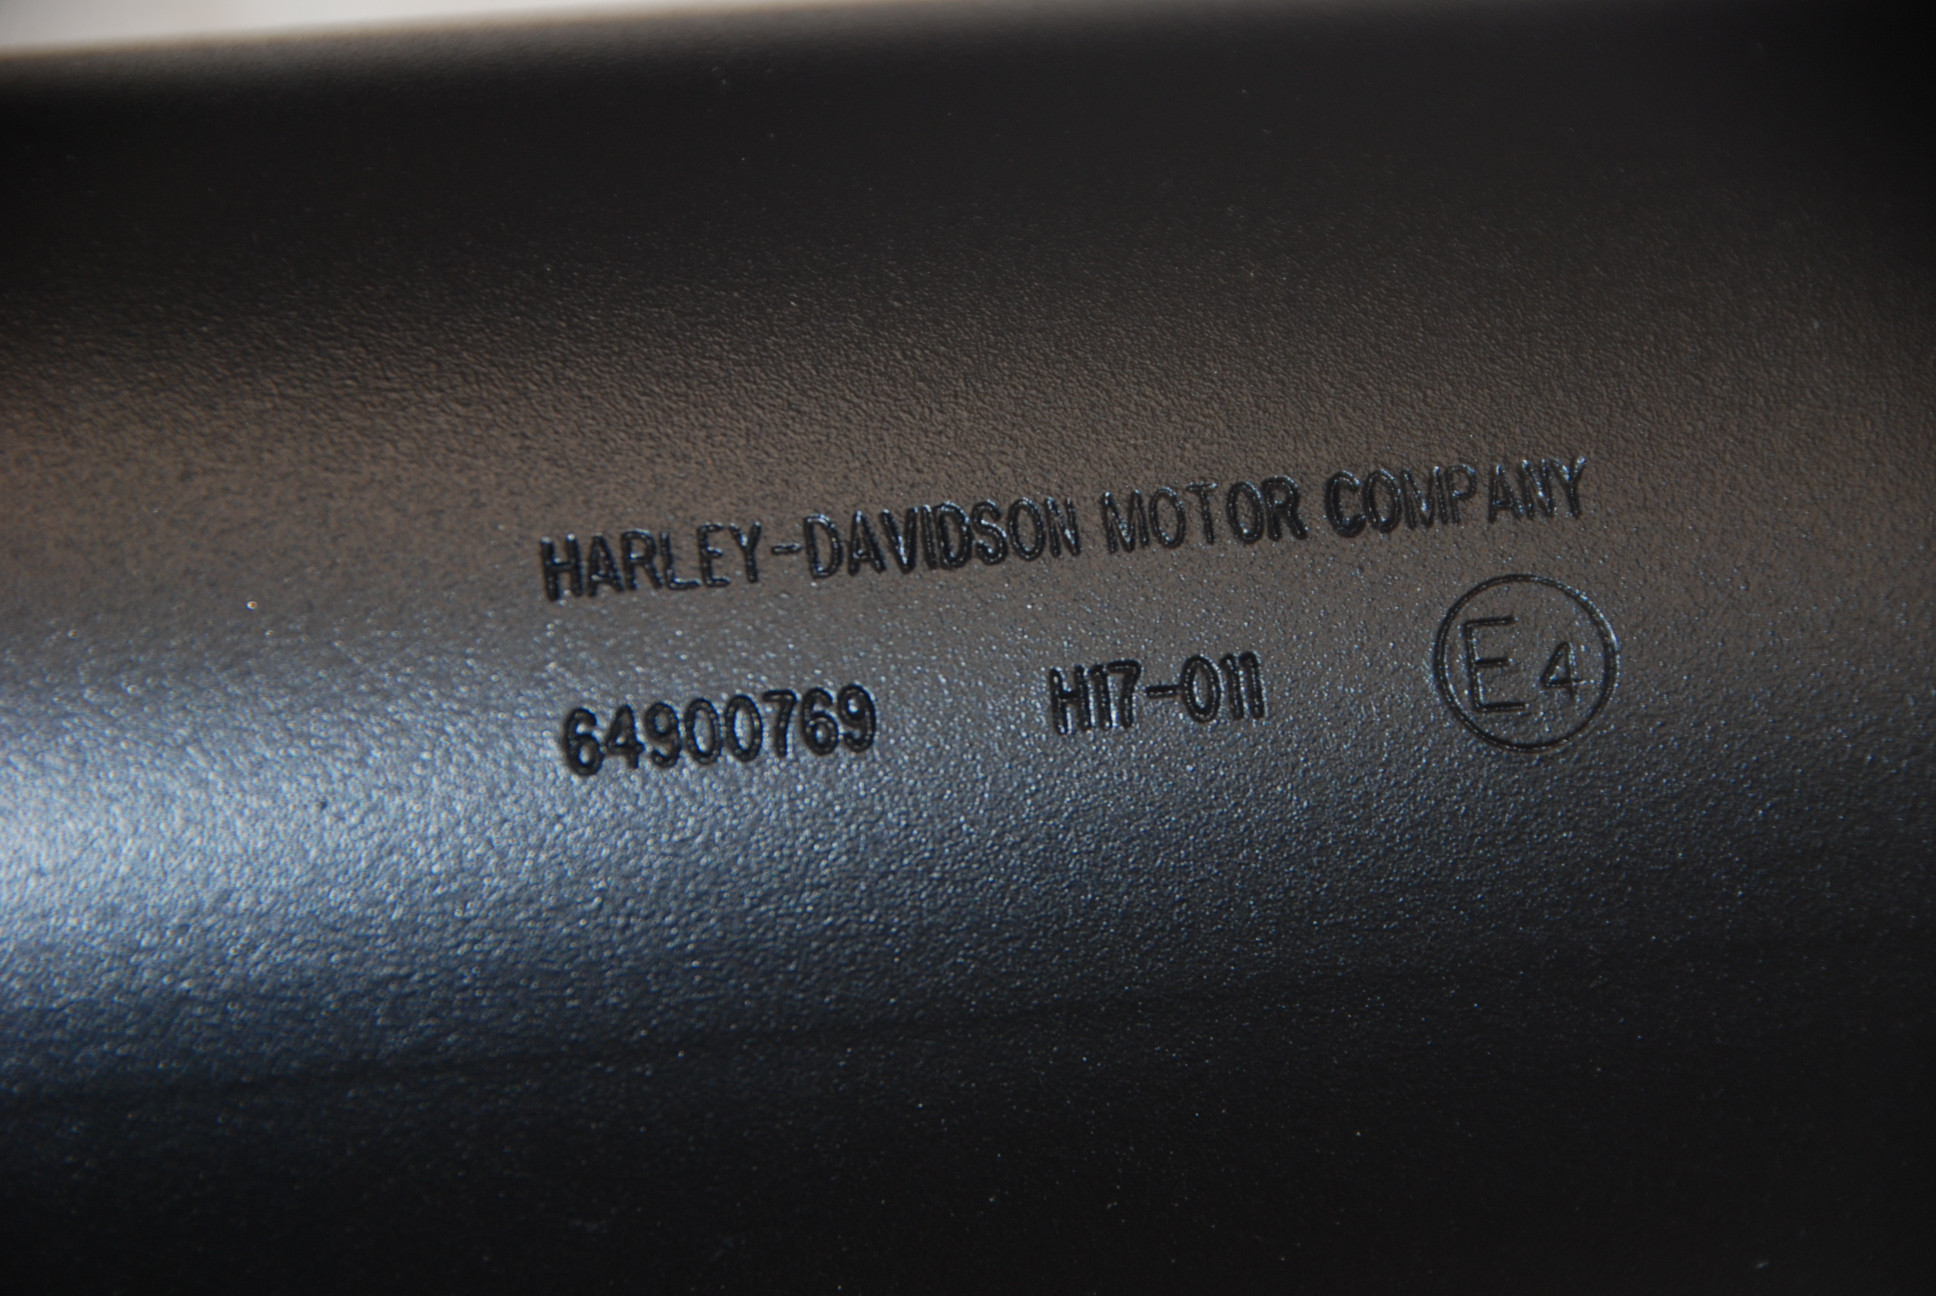 HARLEY-DAVIDSON MOTOR COMPANY
64900769 H17-011 E4